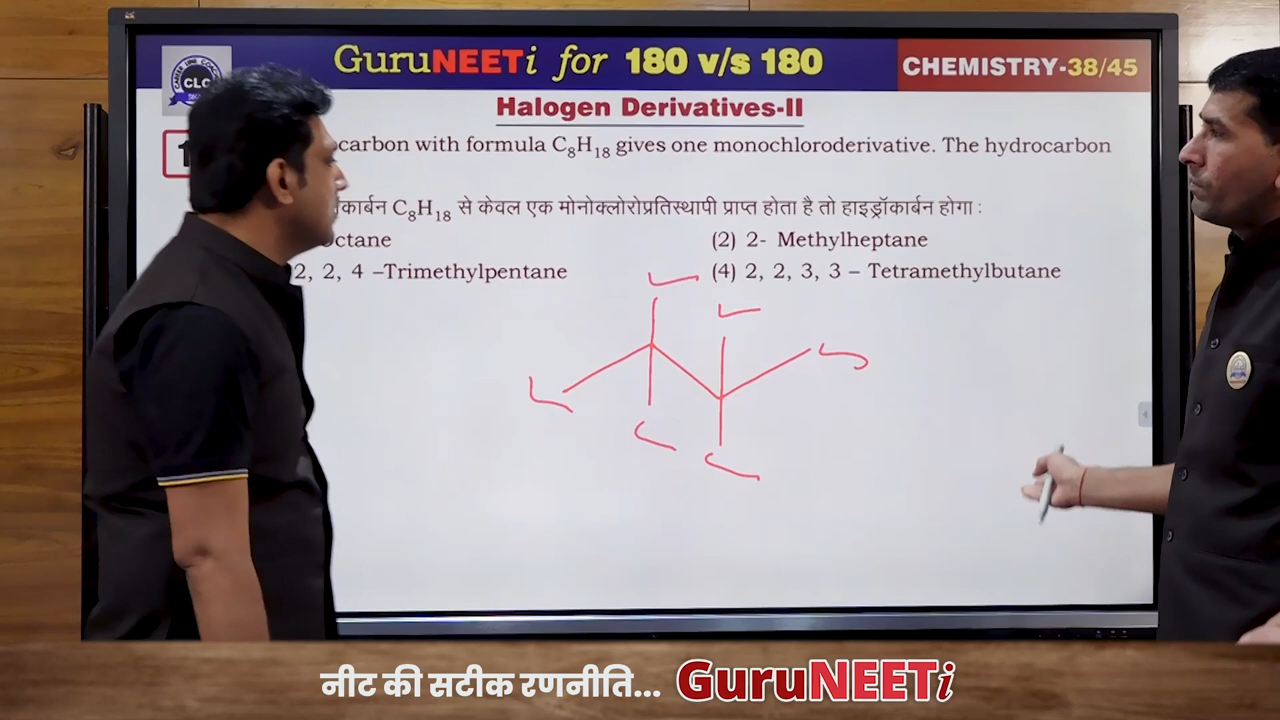 CLC
GuruNEETi for 180 v/s 180
CHEMISTRY-38/45
Halogen Derivatives-II
carbon with formula C₈H₁₈ gives one monochloroderivative. The hydrocarbon
C₈H₁₈ से केवल एक मोनोक्लोरोप्रतिस्थापी प्राप्त होता है तो हाइड्रॉकार्बन होगा :
Octane
(2) 2- Methylheptane
2, 2, 4 –Trimethylpentane
(4) 2, 2, 3, 3 – Tetramethylbutane
नीट की सटीक रणनीति... GuruNEETi